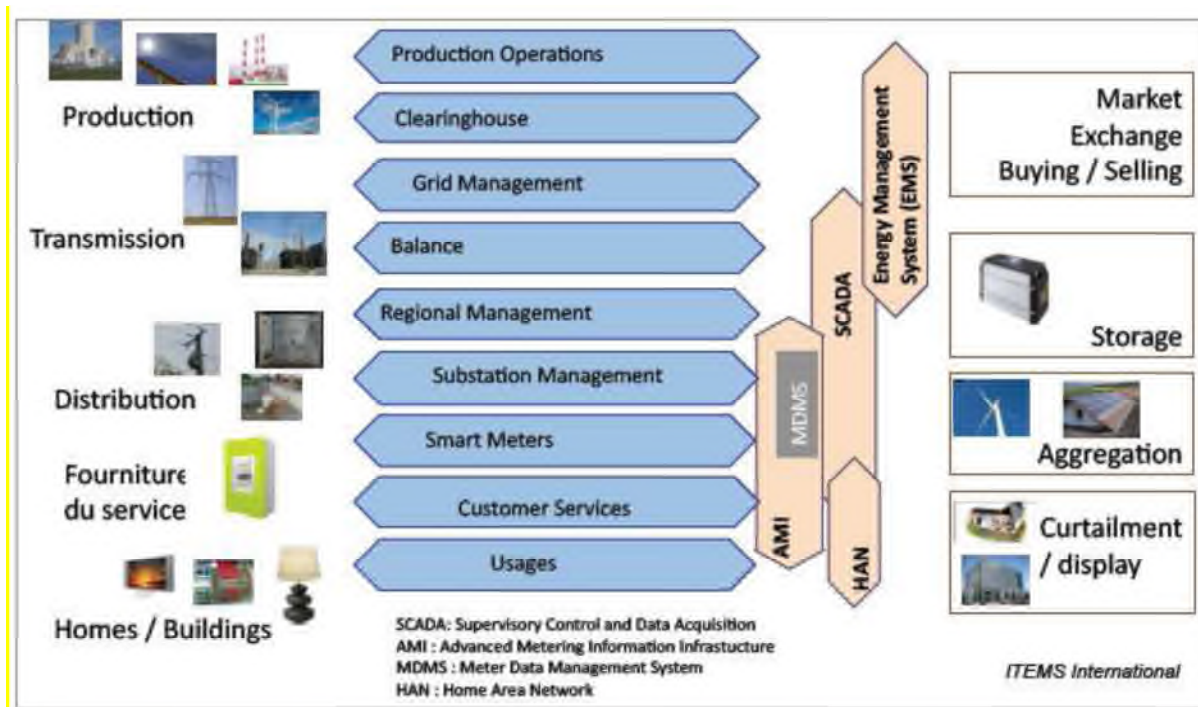 Production
Transmission
Distribution
Fourniture
du service
Homes / Buildings
Production Operations
Clearinghouse
Grid Management
Balance
Regional Management
Substation Management
Smart Meters
Customer Services
Usages
AMI
MDMS
SCADA
HAN
Energy Management
System (EMS)
Market
Exchange
Buying / Selling
Storage
Aggregation
Curtailment
/ display
SCADA: Supervisory Control and Data Acquisition
AMI : Advanced Metering Information Infrastucture
MDMS : Meter Data Management System
HAN : Home Area Network
ITEMS International